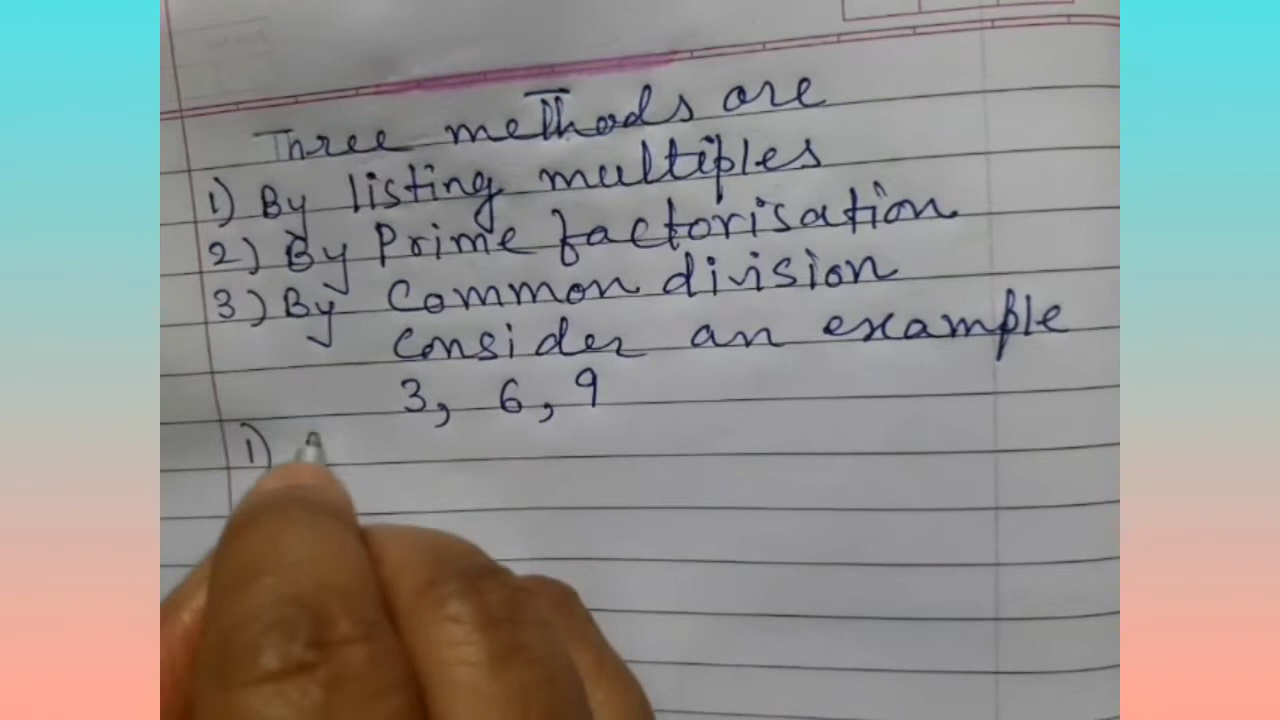 Three methods are
1) By listing multiples
2) By Prime factorisation
3) By Common division
Consider an example
3, 6, 9
1)